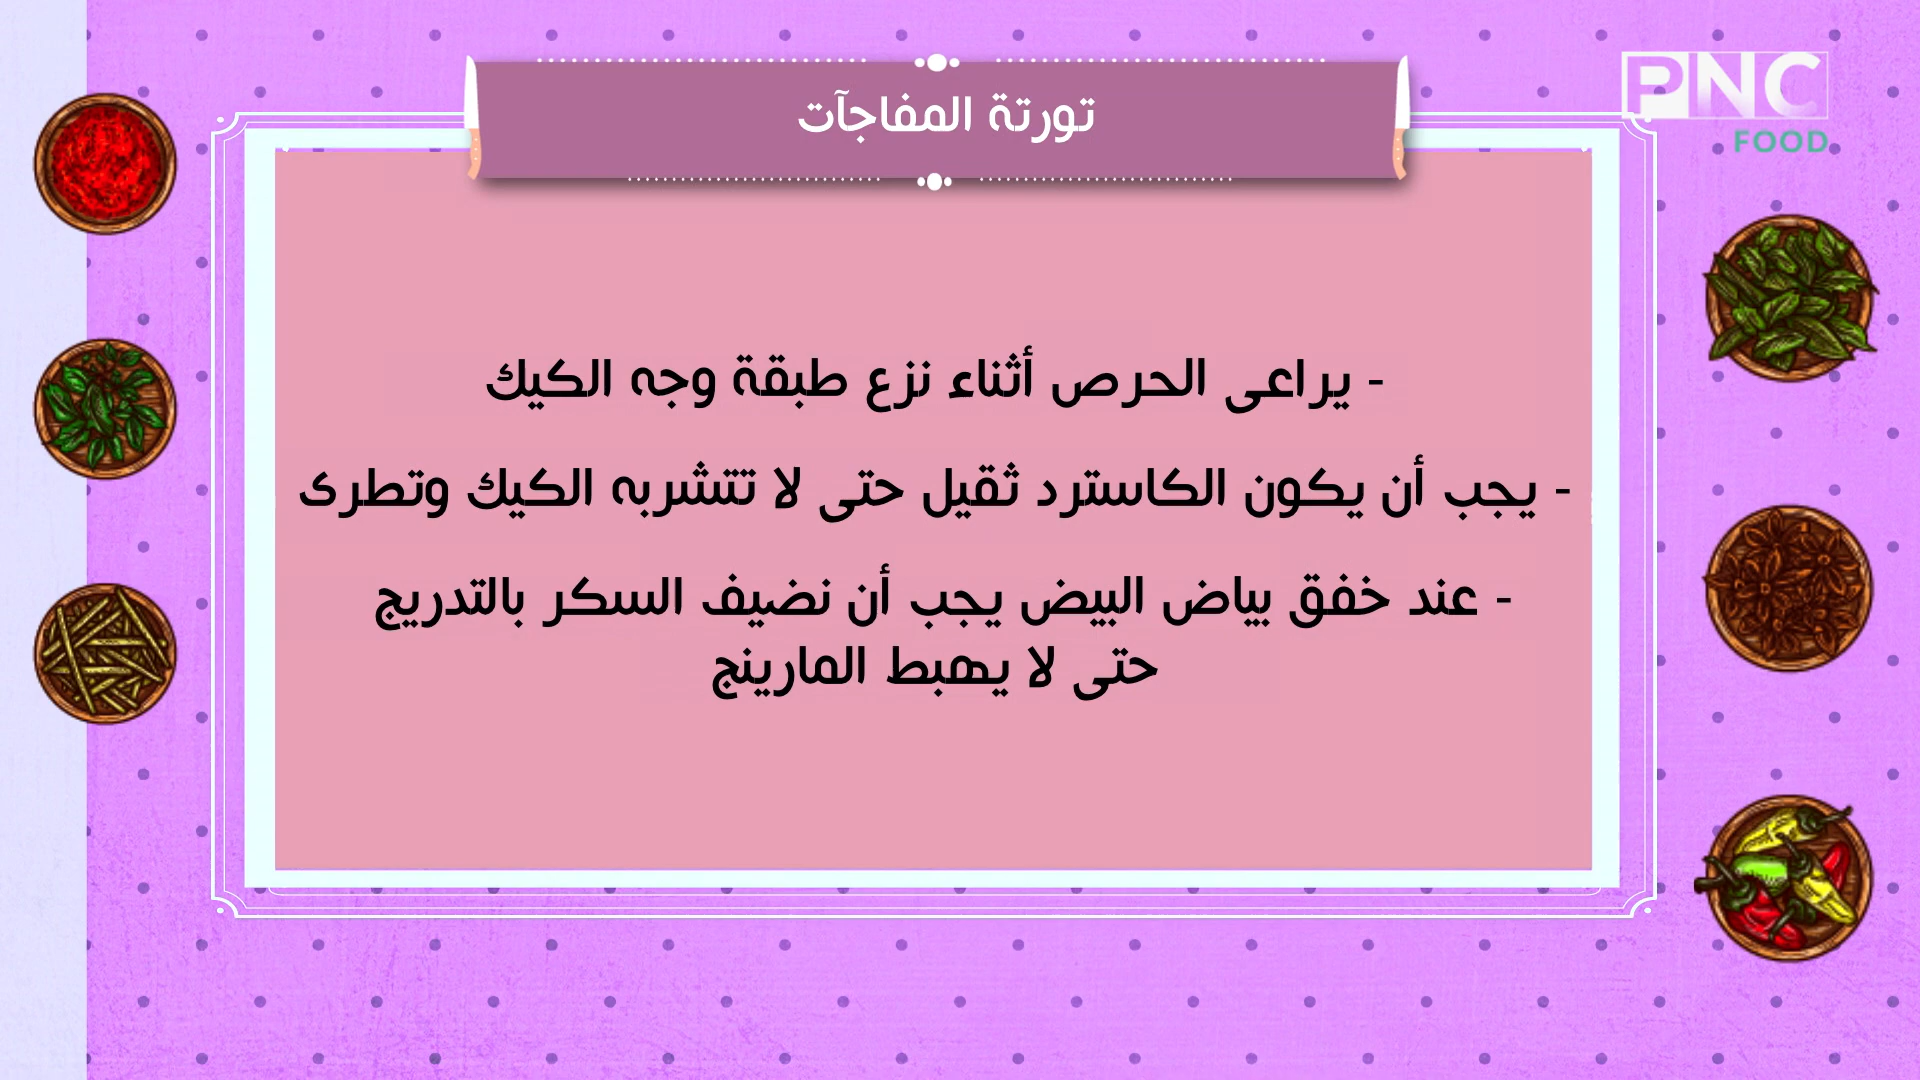 PNC
FOOD
تورتة المفاجآت
- يراعى الحرص أثناء نزع طبقة وجه الكيك
- يجب أن يكون الكاسترد ثقيل حتى لا تتشربه الكيك وتطرى
- عند خفق بياض البيض يجب أن نضيف السكر بالتدريج
حتى لا يهبط المارينج